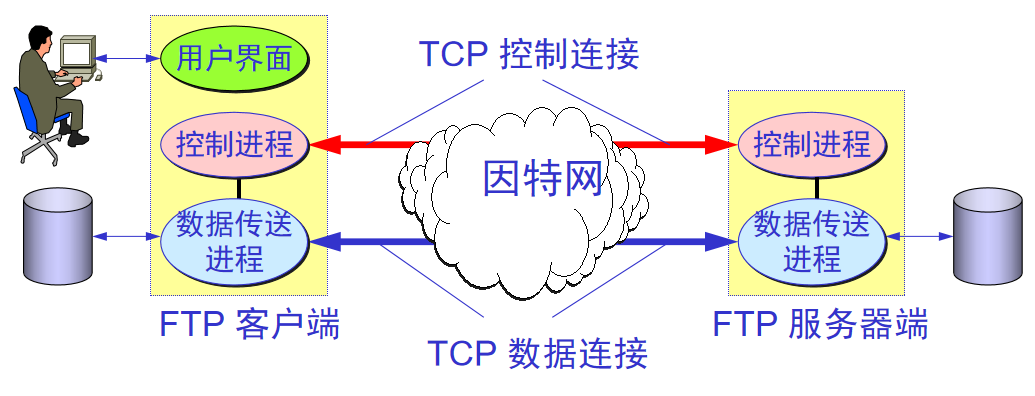 用户界面
TCP 控制连接
控制进程
因特网
控制进程
数据传送
进程
数据传送
进程
FTP 客户端
FTP 服务器端
TCP 数据连接